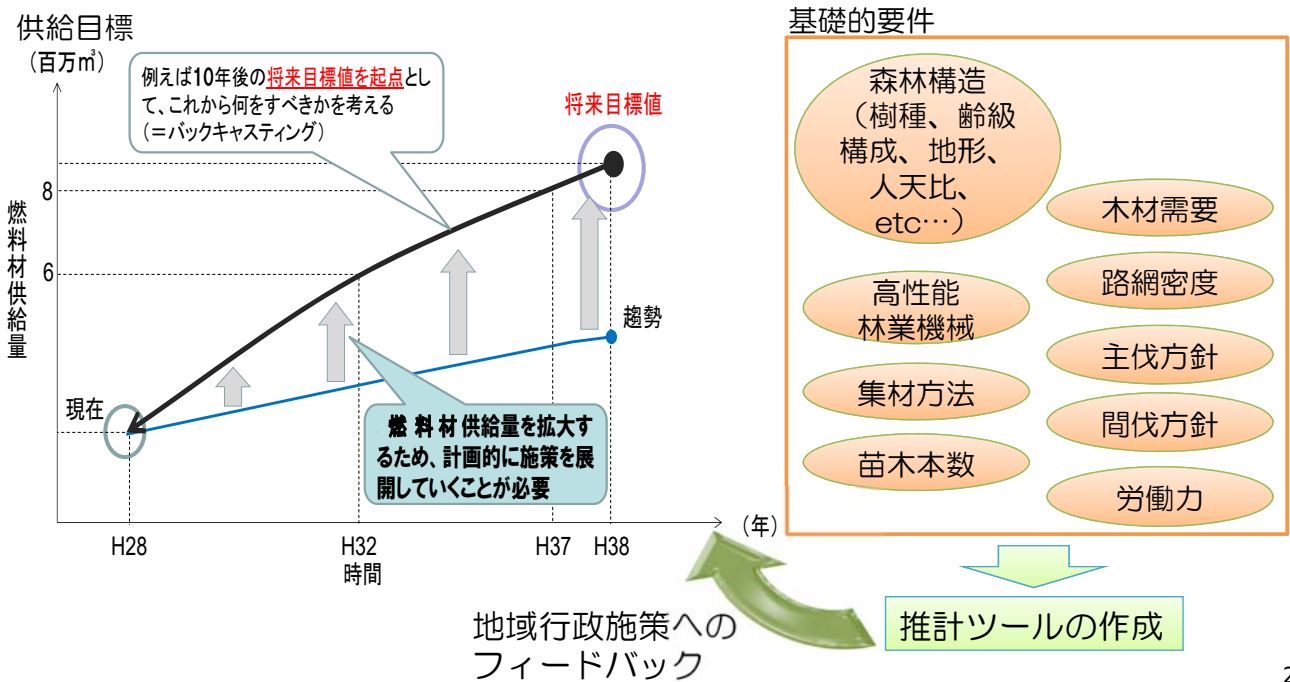 供給目標
(百万㎥)
例えば10年後の将来目標値を起点とし
て、これから何をすべきかを考える
(=バックキャスティング)
将来目標値
8
6
燃料材供給量
趨勢
現在
燃料材供給量を拡大す
るため、計画的に施策を展
開していくことが必要
(年)
H28
H32
H37
H38
時間
基礎的要件
森林構造
(樹種、齢級
構成、地形、
人天比、
etc…)
木材需要
路網密度
高性能
林業機械
主伐方針
集材方法
間伐方針
苗木本数
労働力
推計ツールの作成
地域行政施策への
フィードバック